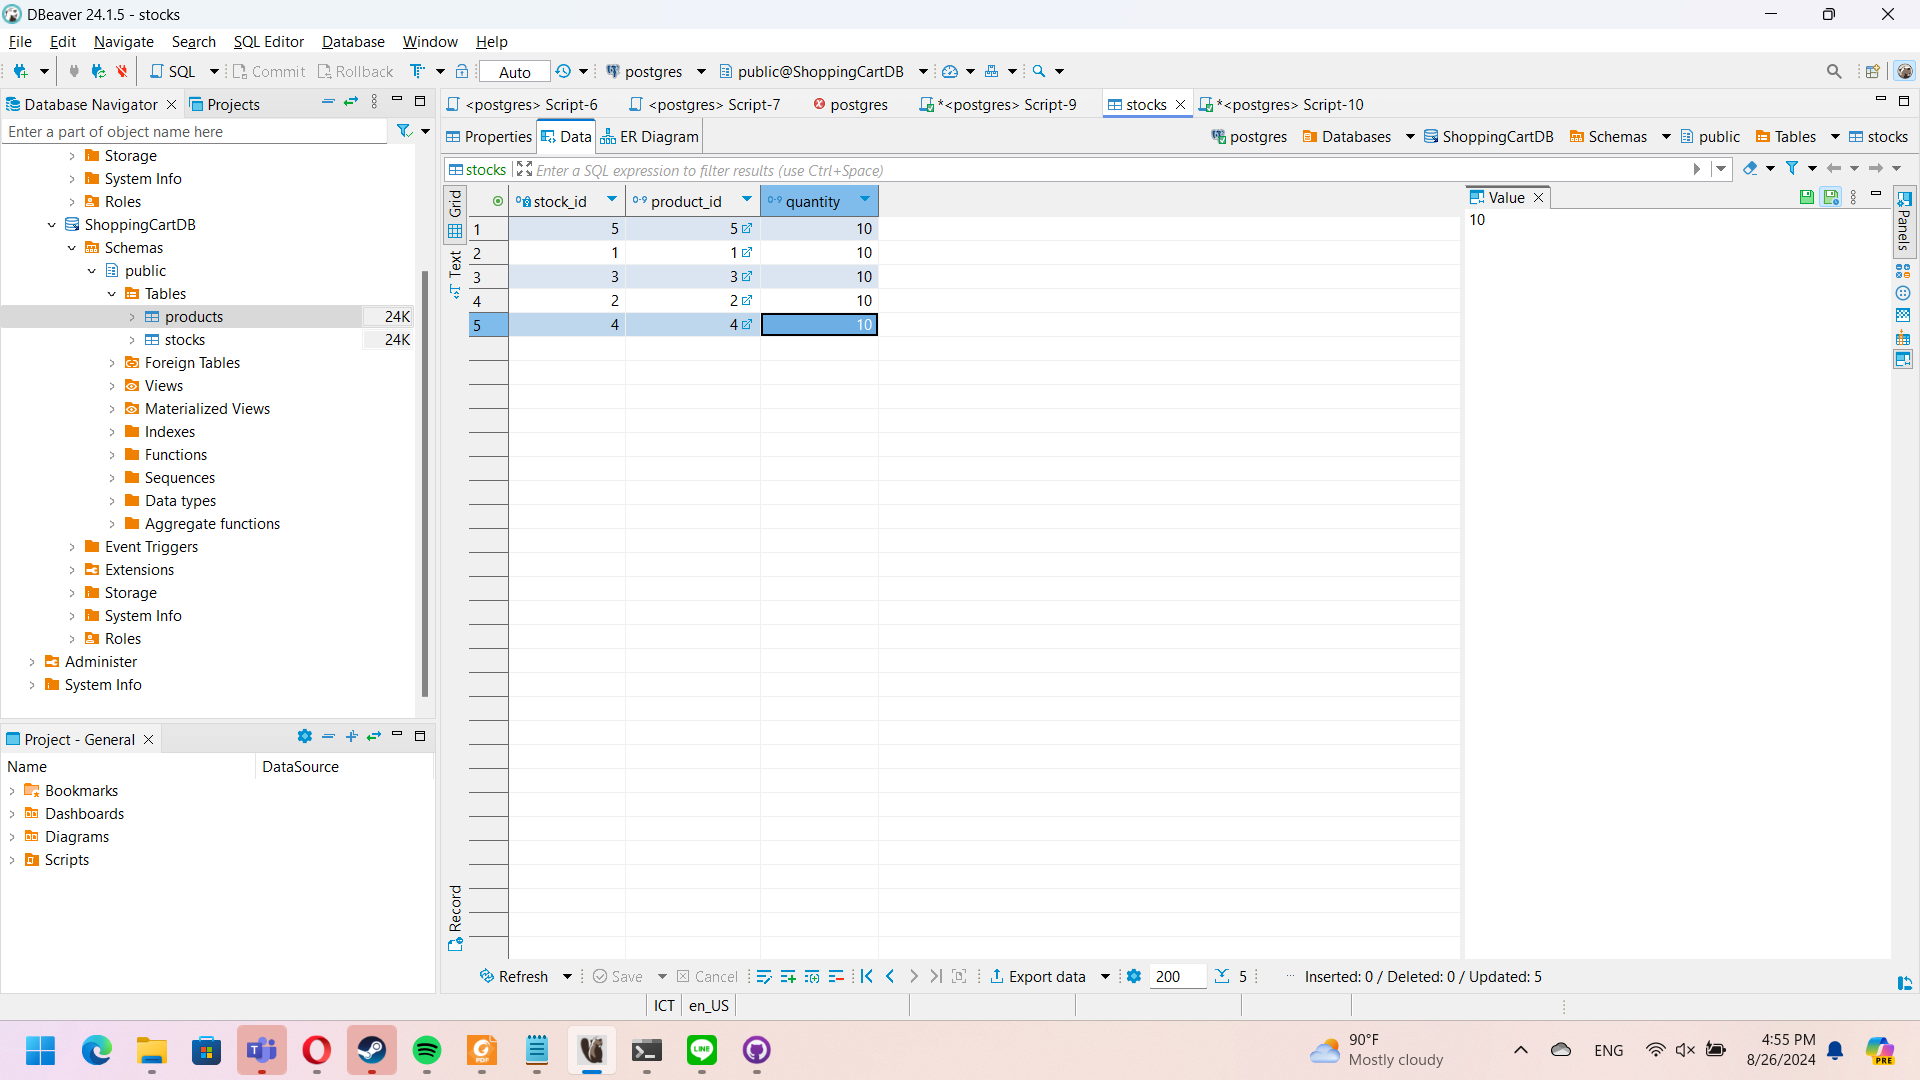 DBeaver 24.1.5 - stocks
File Edit Navigate Search SQL Editor Database Window Help
SQL Commit Rollback Auto postgres public@ShoppingCartDB
Database Navigator Projects
Enter a part of object name here
Storage
System Info
Roles
ShoppingCartDB
Schemas
public
Tables
products 24K
stocks 24K
Foreign Tables
Views
Materialized Views
Indexes
Functions
Sequences
Data types
Aggregate functions
Event Triggers
Extensions
Storage
System Info
Roles
Administer
System Info
Project - General
Name DataSource
Bookmarks
Dashboards
Diagrams
Scripts
<postgres> Script-6 <postgres> Script-7 postgres *<postgres> Script-9 stocks *<postgres> Script-10
Properties Data ER Diagram postgres Databases ShoppingCartDB Schemas public Tables stocks
stocks Enter a SQL expression to filter results (use Ctrl+Space)
Grid
Text
Record
stock_id product_id quantity
1 5 5 10
2 1 1 10
3 3 3 10
4 2 2 10
5 4 4 10
Value
10
Panels
Refresh Save Cancel Export data 200 5 Inserted: 0 / Deleted: 0 / Updated: 5
ICT en_US
90°F
Mostly cloudy
ENG
4:55 PM
8/26/2024
PDF
LINE
PRE